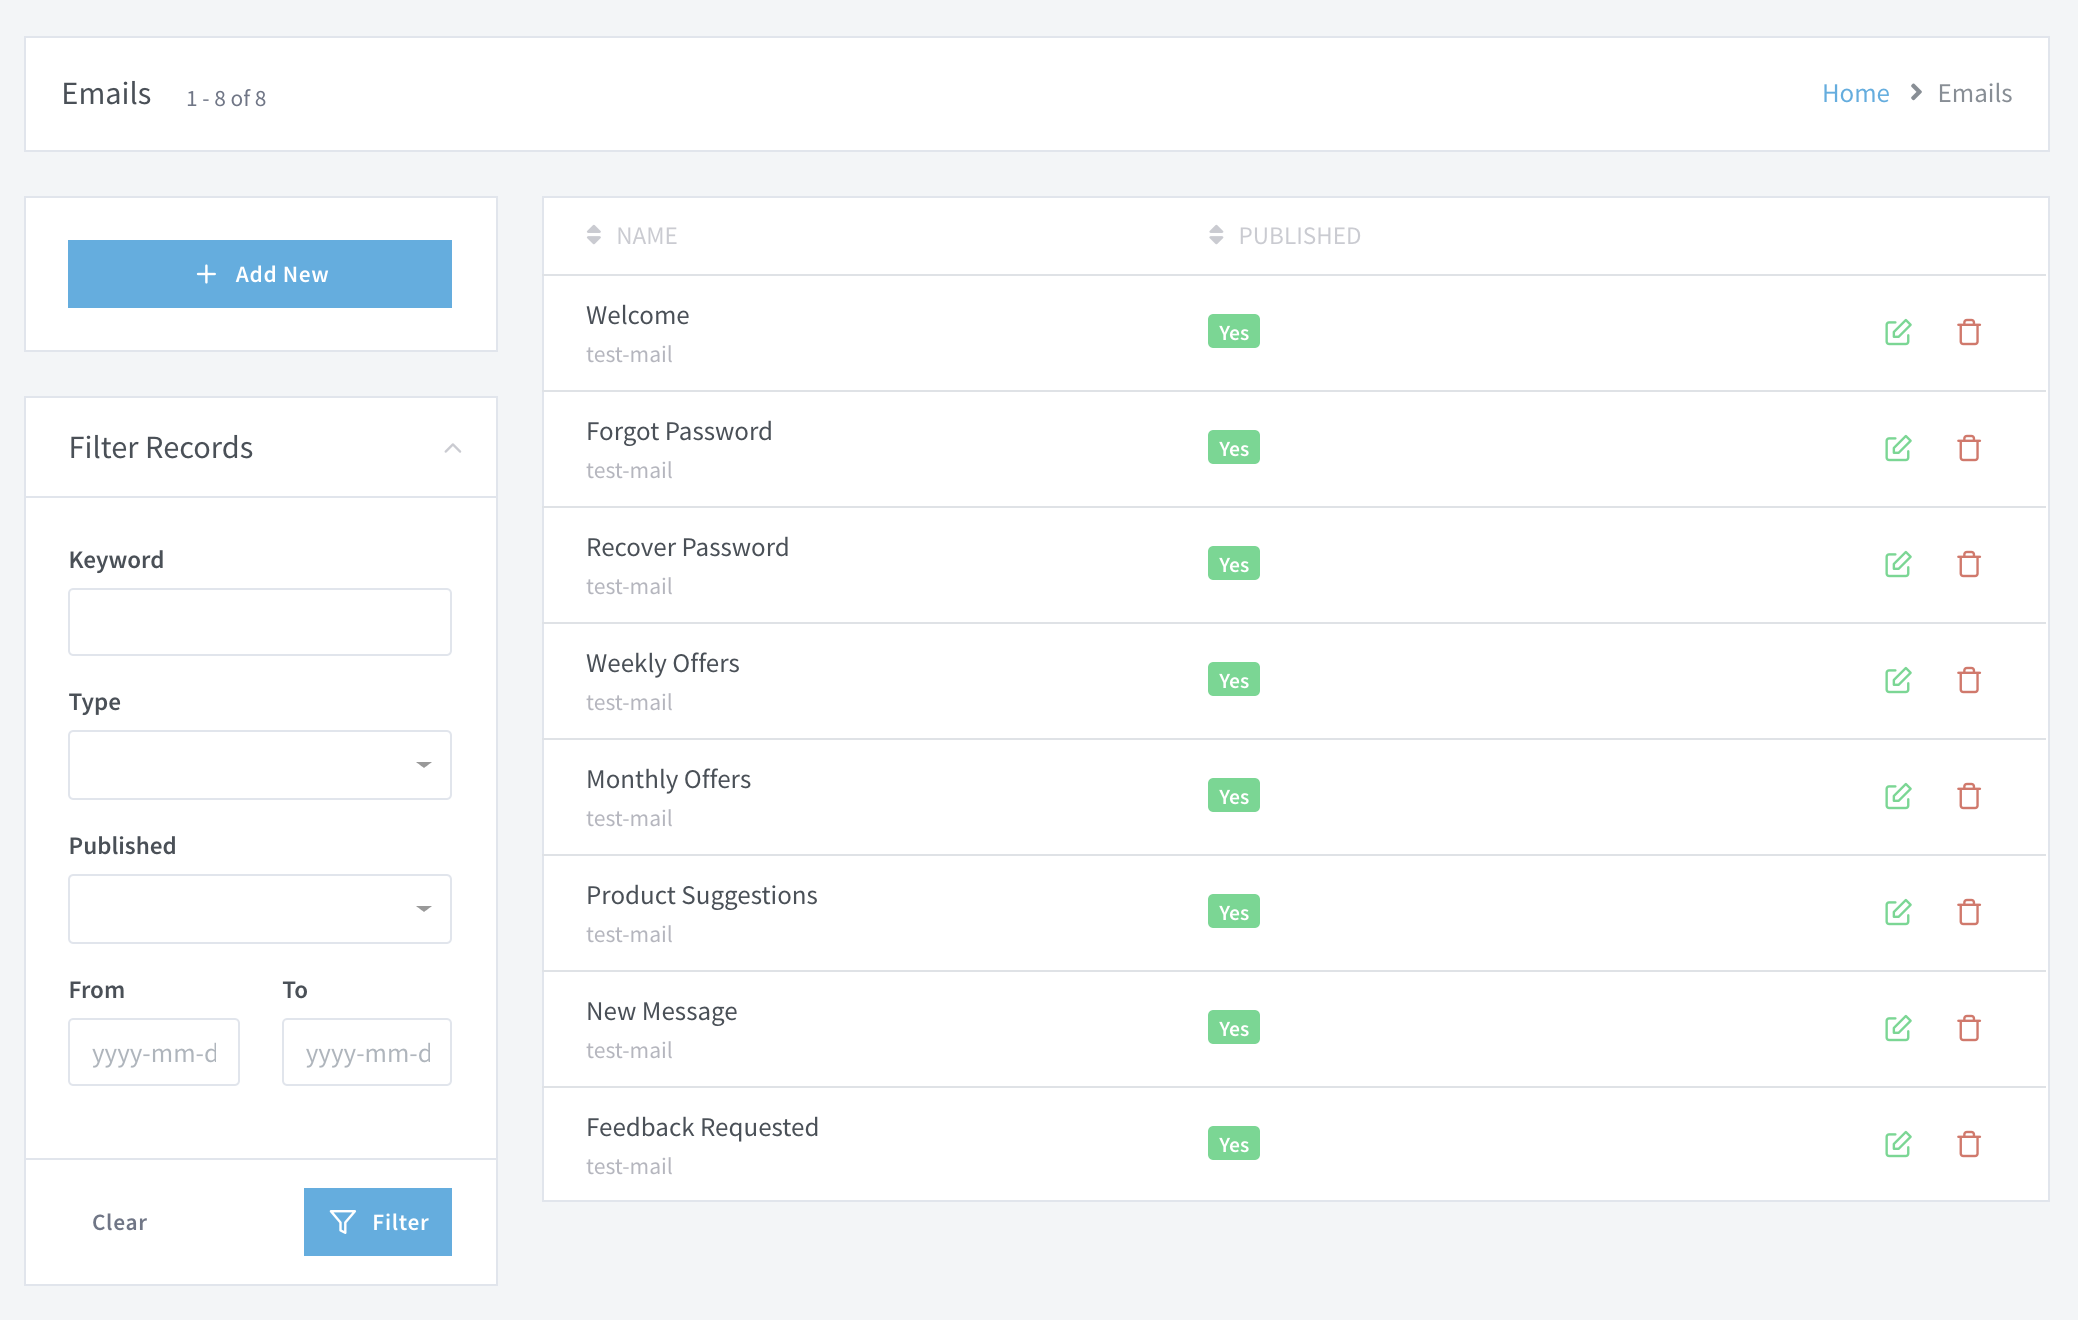 Emails 1 - 8 of 8
Home Emails
Add New
Filter Records
Keyword
Type
Published
From To
yyyy-mm-d yyyy-mm-d
Clear Filter
NAME PUBLISHED
Welcome
test-mail
Yes
Forgot Password
test-mail
Yes
Recover Password
test-mail
Yes
Weekly Offers
test-mail
Yes
Monthly Offers
test-mail
Yes
Product Suggestions
test-mail
Yes
New Message
test-mail
Yes
Feedback Requested
test-mail
Yes